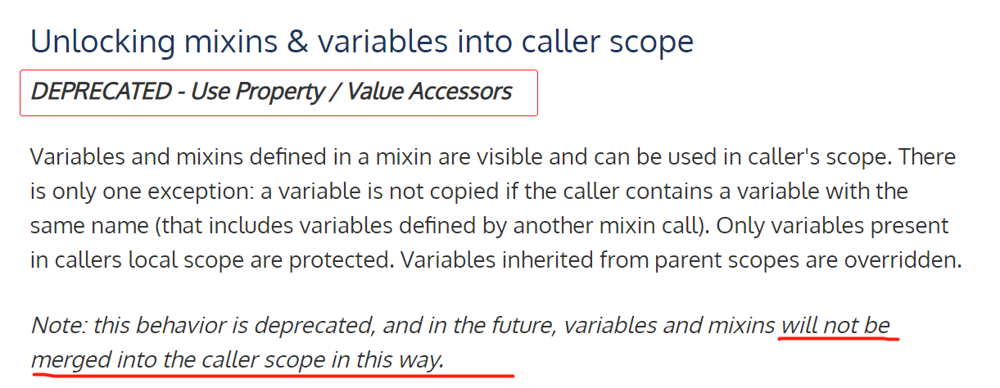 Unlocking mixins & variables into caller scope
DEPRECATED - Use Property / Value Accessors
Variables and mixins defined in a mixin are visible and can be used in caller's scope. There
is only one exception: a variable is not copied if the caller contains a variable with the
same name (that includes variables defined by another mixin call). Only variables present
in callers local scope are protected. Variables inherited from parent scopes are overridden.
Note: this behavior is deprecated, and in the future, variables and mixins will not be
merged into the caller scope in this way.